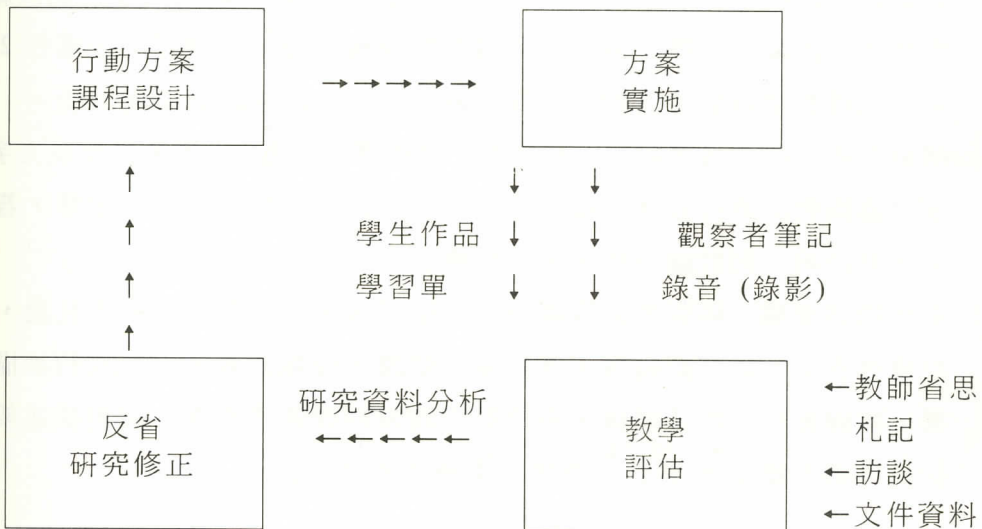 行動方案
課程設計
→→→→→
方案
實施
↑
↑
↑
↑
↓ ↓
學生作品 ↓ ↓ 觀察者筆記
學習單 ↓ ↓ 錄音 (錄影)
反省
研究修正
研究資料分析
←←←←←
教學
評估
←教師省思
札記
←訪談
←文件資料